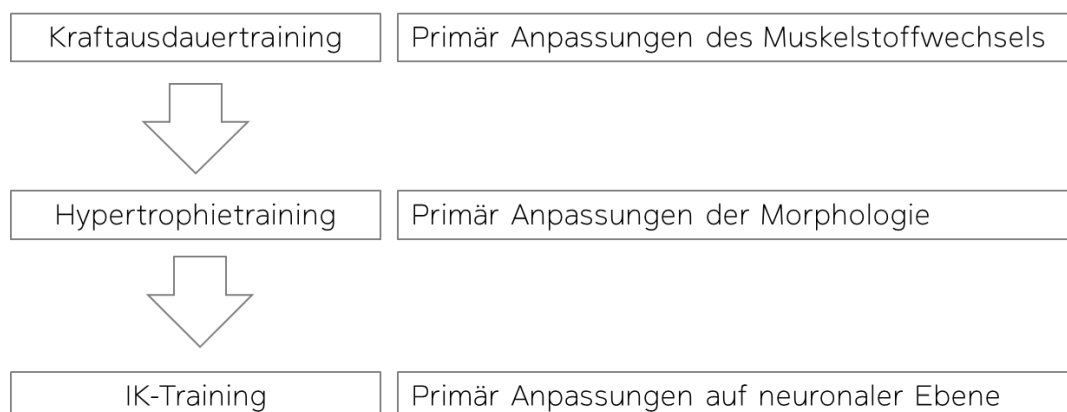 Kraftausdauertraining
Primär Anpassungen des Muskelstoffwechsels
Hypertrophietraining
Primär Anpassungen der Morphologie
IK-Training
Primär Anpassungen auf neuronaler Ebene